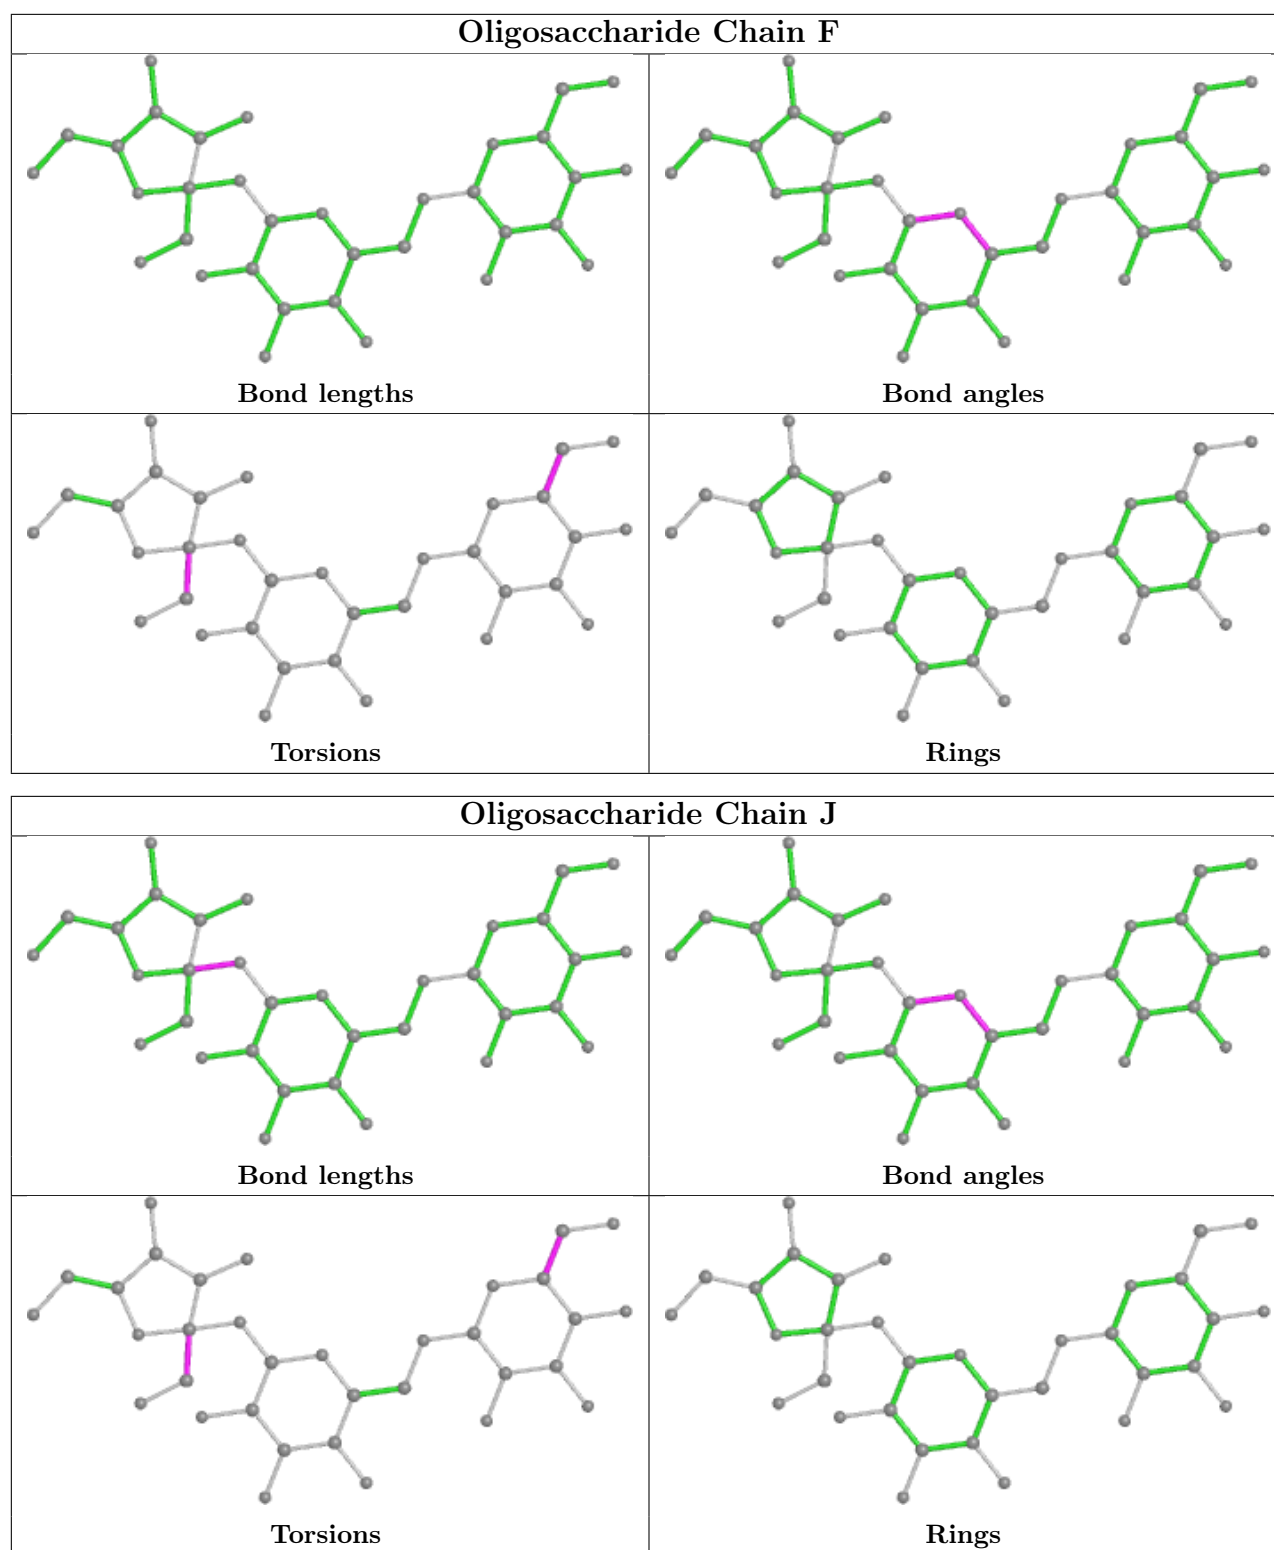 Oligosaccharide Chain F
Bond lengths
Bond angles
Torsions
Rings
Oligosaccharide Chain J
Bond lengths
Bond angles
Torsions
Rings